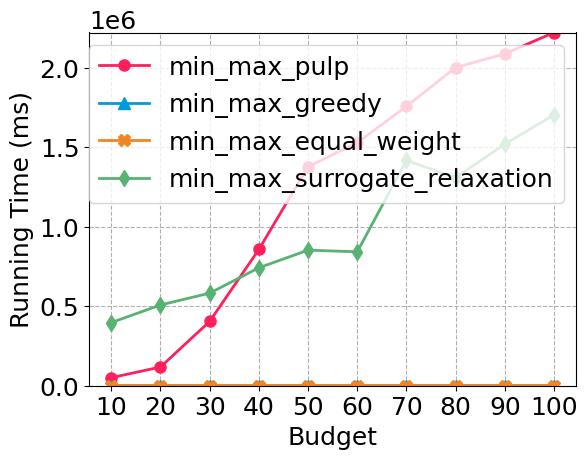 1e6
min_max_pulp
min_max_greedy
min_max_equal_weight
min_max_surrogate_relaxation
Running Time (ms)
2.0
1.5
1.0
0.5
0.0
10 20 30 40 50 60 70 80 90 100
Budget